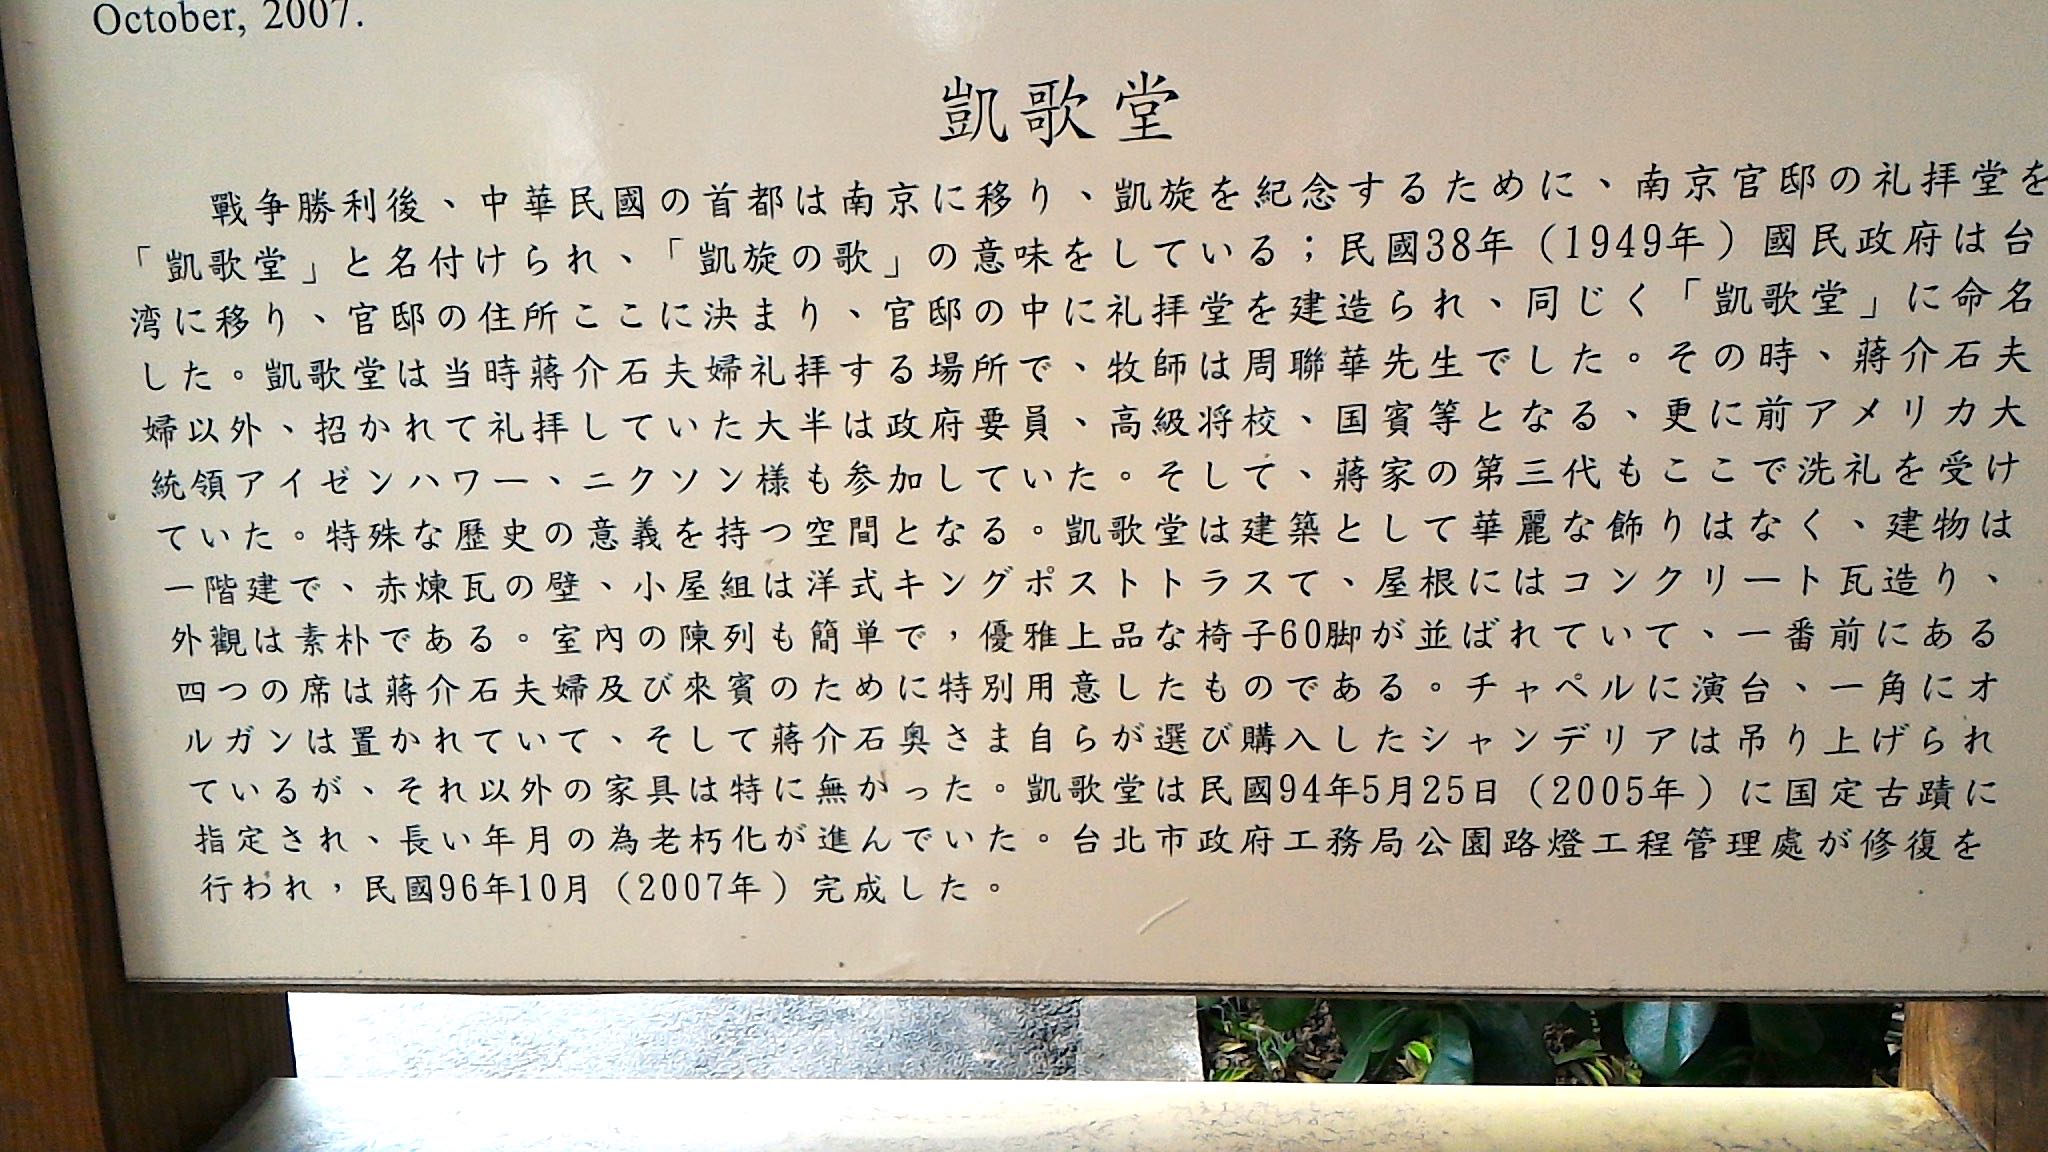 October, 2007.
凱歌堂
戰争勝利後、中華民國の首都は南京に移り、凱旋を紀念するために、南京官邸の礼拝堂を
「凱歌堂」と名付けられ、「凱旋の歌」の意味をしている；民國38年（1949年）國民政府は台
湾に移り、官邸の住所ここに決まり、官邸の中に礼拝堂を建造られ、同じく「凱歌堂」に命名
した。凱歌堂は当時蔣介石夫婦礼拝する場所で、牧師は周聯華先生でした。その時、蔣介石夫
婦以外、招かれて礼拝していた大半は政府要員、高級将校、国賓等となる、更に前アメリカ大
統領アイゼンハワー、ニクソン様も参加していた。そして、蔣家の第三代もここで洗礼を受け
ていた。特殊な歷史の意義を持つ空間となる。凱歌堂は建築として華麗な飾りはなく、建物は
一階建で、赤煉瓦の壁、小屋組は洋式キングポストトラスて、屋根にはコンクリート瓦造り、
外觀は素朴である。室內の陳列も簡単で，優雅上品な椅子60脚が並ばれていて、一番前にある
四つの席は蔣介石夫婦及び來賓のために特別用意したものである。チャペルに演台、一角にオ
ルガンは置かれていて、そして蔣介石奥さま自らが選び購入したシャンデリアは吊り上げられ
ているが、それ以外の家具は特に無かった。凱歌堂は民國94年5月25日（2005年）に国定古蹟に
指定され、長い年月の為老朽化が進んでいた。台北市政府工務局公園路燈工程管理處が修復を
行われ，民國96年10月（2007年）完成した。